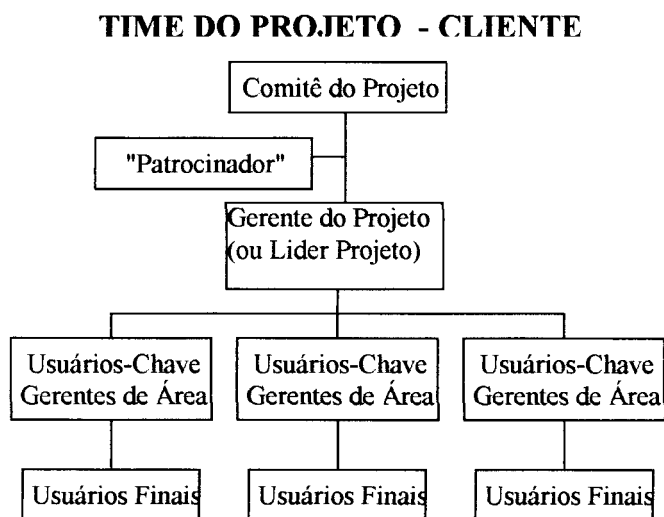 TIME DO PROJETO - CLIENTE
Comitê do Projeto
"Patrocinador"
Gerente do Projeto
(ou Lider Projeto)
Usuários-Chave
Gerentes de Área
Usuários-Chave
Gerentes de Área
Usuários-Chave
Gerentes de Área
Usuários Finais
Usuários Finais
Usuários Finais